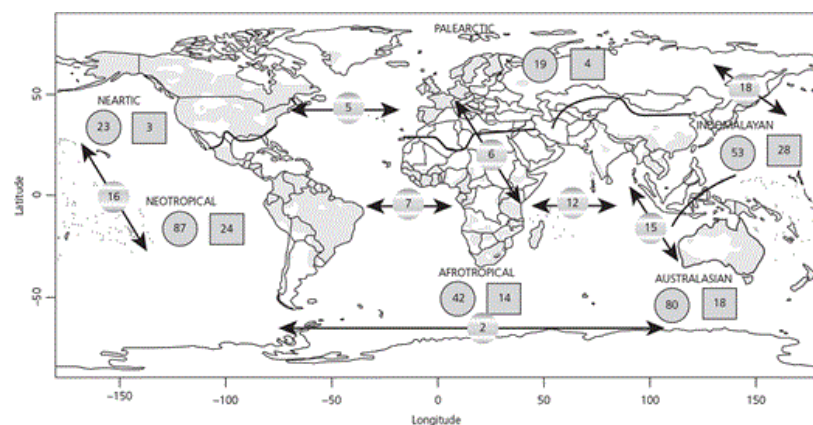 PALEARCTIC
19 4
18
50
NEARTIC
5
INDOMALAYAN
23 3
53 28
6
Latitude
0
16
NEOTROPICAL
7
12
87 24
15
AFROTROPICAL
AUSTRALASIAN
−50
42 14
80 18
2
−150 −100 −50 0 50 100 150
Longitude